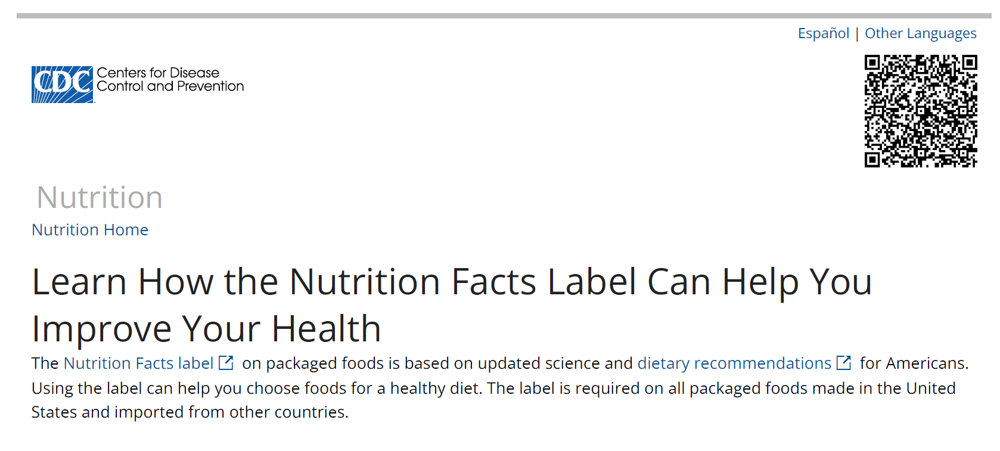 Español | Other Languages
CDC Centers for Disease
Control and Prevention
Nutrition
Nutrition Home
Learn How the Nutrition Facts Label Can Help You
Improve Your Health
The Nutrition Facts label on packaged foods is based on updated science and dietary recommendations for Americans.
Using the label can help you choose foods for a healthy diet. The label is required on all packaged foods made in the United
States and imported from other countries.